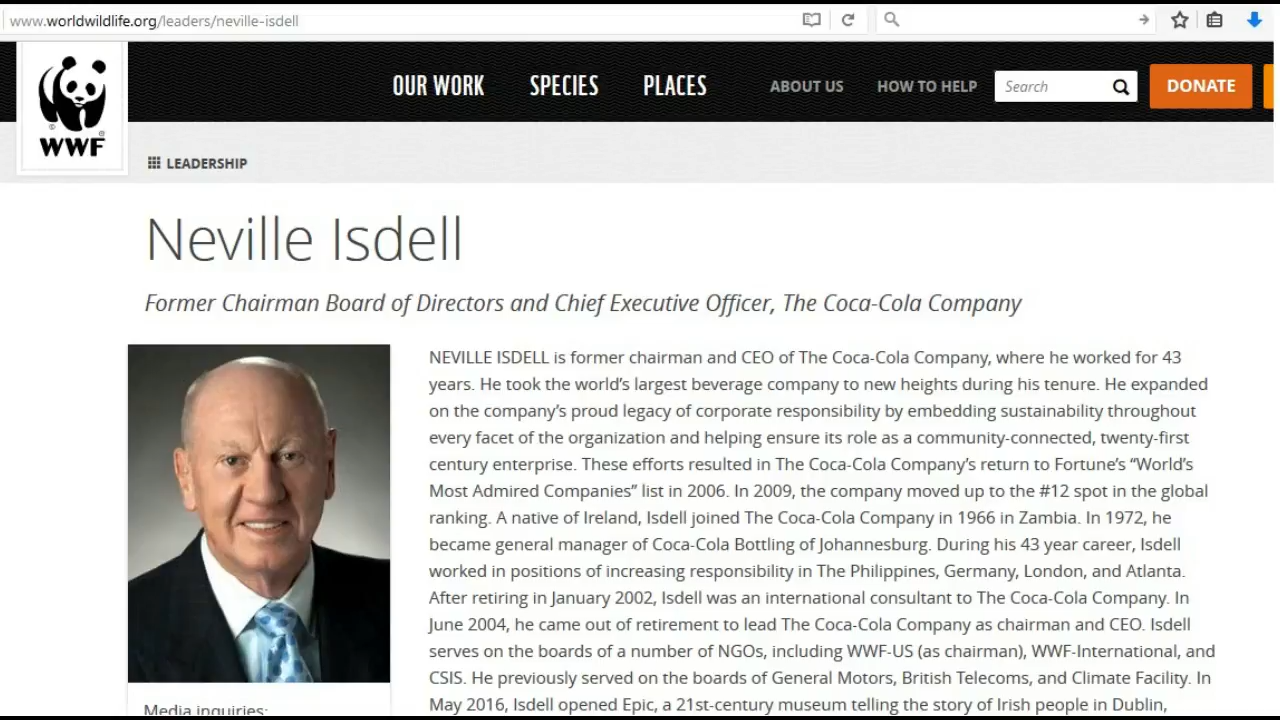 www.worldwildlife.org/leaders/neville-isdell
OUR WORK SPECIES PLACES ABOUT US HOW TO HELP Search DONATE
WWF
LEADERSHIP
Neville Isdell
Former Chairman Board of Directors and Chief Executive Officer, The Coca-Cola Company
NEVILLE ISDELL is former chairman and CEO of The Coca-Cola Company, where he worked for 43
years. He took the world's largest beverage company to new heights during his tenure. He expanded
on the company's proud legacy of corporate responsibility by embedding sustainability throughout
every facet of the organization and helping ensure its role as a community-connected, twenty-first
century enterprise. These efforts resulted in The Coca-Cola Company's return to Fortune's “World's
Most Admired Companies” list in 2006. In 2009, the company moved up to the #12 spot in the global
ranking. A native of Ireland, Isdell joined The Coca-Cola Company in 1966 in Zambia. In 1972, he
became general manager of Coca-Cola Bottling of Johannesburg. During his 43 year career, Isdell
worked in positions of increasing responsibility in The Philippines, Germany, London, and Atlanta.
After retiring in January 2002, Isdell was an international consultant to The Coca-Cola Company. In
June 2004, he came out of retirement to lead The Coca-Cola Company as chairman and CEO. Isdell
serves on the boards of a number of NGOs, including WWF-US (as chairman), WWF-International, and
CSIS. He previously served on the boards of General Motors, British Telecoms, and Climate Facility. In
May 2016, Isdell opened Epic, a 21st-century museum telling the story of Irish people in Dublin,
Media inquiries: